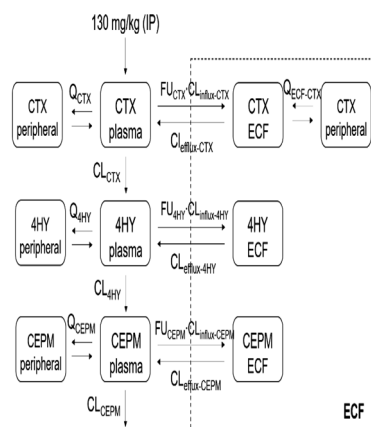 130 mg/kg (IP)
Q_CTX
FU_CTX·CL_influx-CTX
Q_ECF-CTX
CTX
peripheral
CTX
plasma
CTX
ECF
CTX
peripheral
Cl_efflux-CTX
CL_CTX
Q_4HY
FU_4HY·CL_influx-4HY
4HY
peripheral
4HY
plasma
4HY
ECF
CL_efflux-4HY
CL_4HY
Q_CEPM
FU_CEPM·CL_influx-CEPM
CEPM
peripheral
CEPM
plasma
CEPM
ECF
CL_efflux-CEPM
CL_CEPM
ECF